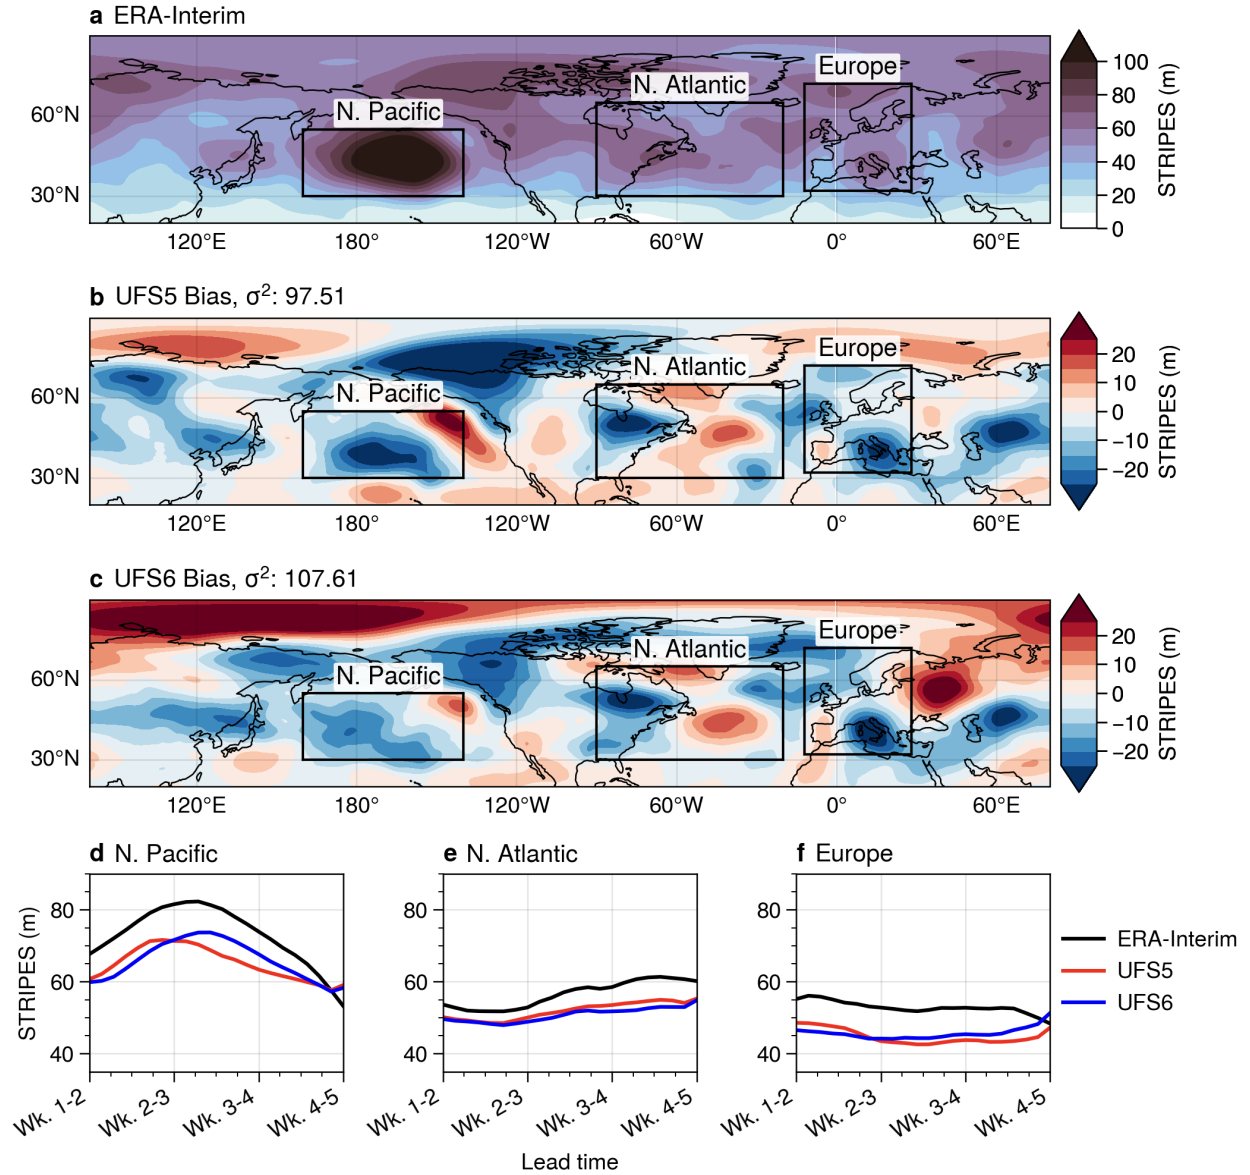 a ERA-Interim
N. Pacific
N. Atlantic
Europe
60°N
30°N
120°E 180° 120°W 60°W 0° 60°E
100
80
60
40
20
0
STRIPES (m)
b UFS5 Bias, σ²: 97.51
N. Pacific
N. Atlantic
Europe
60°N
30°N
120°E 180° 120°W 60°W 0° 60°E
20
10
0
−10
−20
STRIPES (m)
c UFS6 Bias, σ²: 107.61
N. Pacific
N. Atlantic
Europe
60°N
30°N
120°E 180° 120°W 60°W 0° 60°E
20
10
0
−10
−20
STRIPES (m)
d N. Pacific
STRIPES (m)
80
60
40
Wk. 1-2 Wk. 2-3 Wk. 3-4 Wk. 4-5
e N. Atlantic
80
60
40
Wk. 1-2 Wk. 2-3 Wk. 3-4 Wk. 4-5
Lead time
f Europe
80
60
40
Wk. 1-2 Wk. 2-3 Wk. 3-4 Wk. 4-5
ERA-Interim
UFS5
UFS6